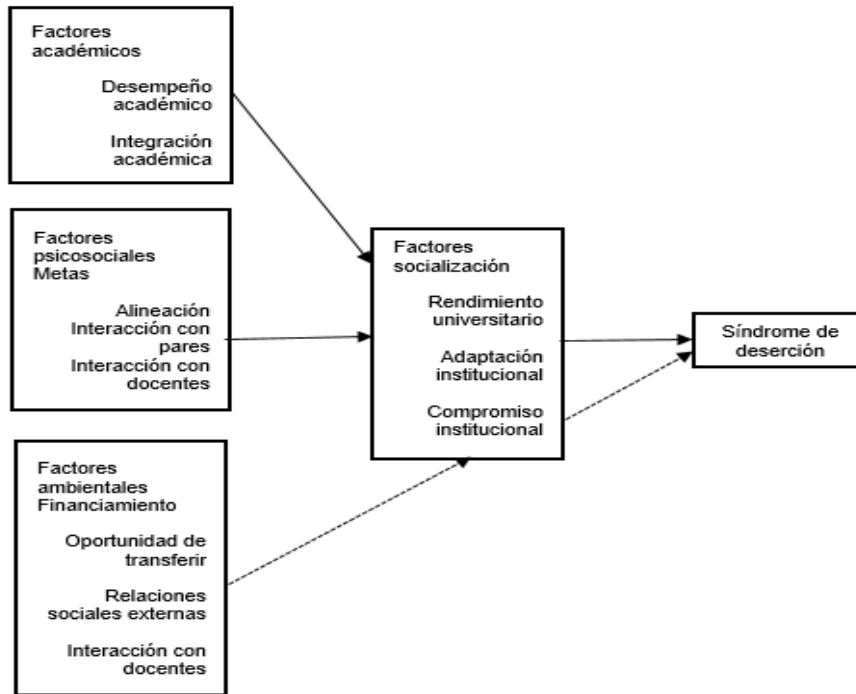 Factores
académicos
Desempeño
académico
Integración
académica
Factores
psicosociales
Metas
Alineación
Interacción con
pares
Interacción con
docentes
Factores
ambientales
Financiamiento
Oportunidad de
transferir
Relaciones
sociales externas
Interacción con
docentes
Factores
socialización
Rendimiento
universitario
Adaptación
institucional
Compromiso
institucional
Síndrome de
deserción